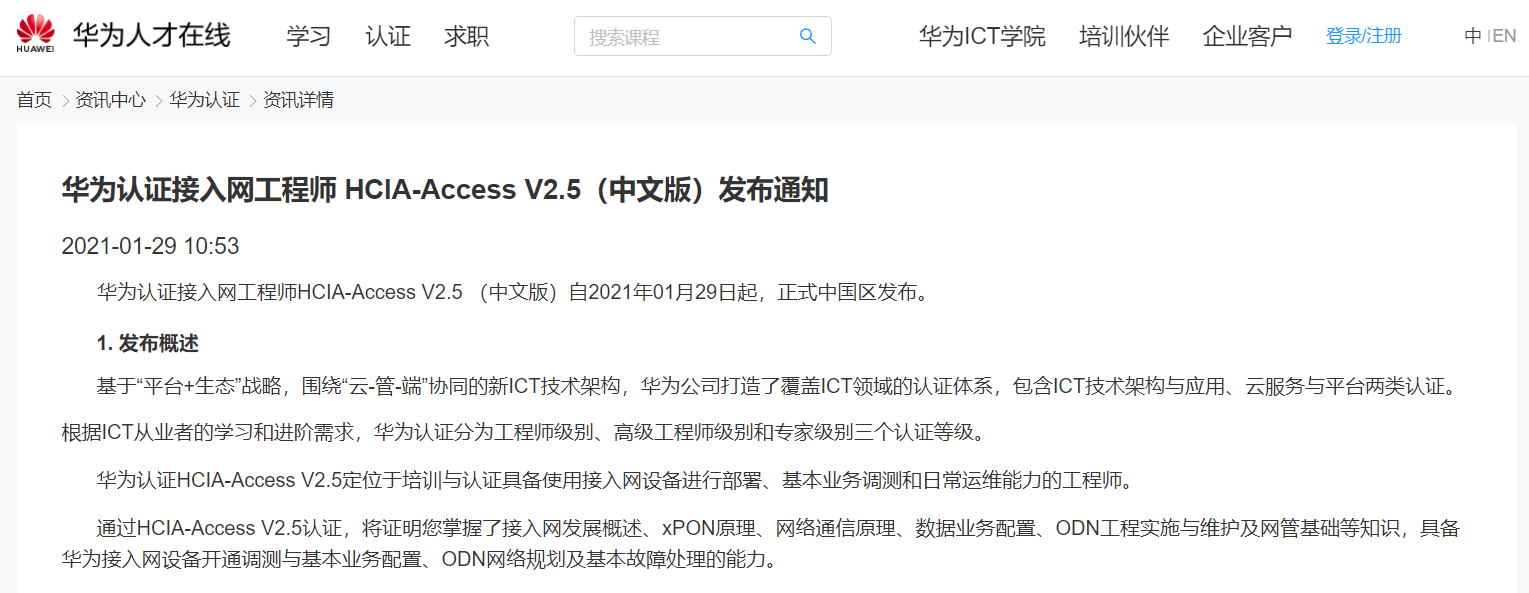 HUAWEI 华为人才在线 学习 认证 求职 搜索课程 华为ICT学院 培训伙伴 企业客户 登录/注册 中 | EN
首页 > 资讯中心 > 华为认证 > 资讯详情
华为认证接入网工程师 HCIA-Access V2.5（中文版）发布通知
2021-01-29 10:53
华为认证接入网工程师HCIA-Access V2.5 （中文版）自2021年01月29日起，正式中国区发布。
1. 发布概述
基于“平台+生态”战略，围绕“云-管-端”协同的新ICT技术架构，华为公司打造了覆盖ICT领域的认证体系，包含ICT技术架构与应用、云服务与平台两类认证。
根据ICT从业者的学习和进阶需求，华为认证分为工程师级别、高级工程师级别和专家级别三个认证等级。
华为认证HCIA-Access V2.5定位于培训与认证具备使用接入网设备进行部署、基本业务调测和日常运维能力的工程师。
通过HCIA-Access V2.5认证，将证明您掌握了接入网发展概述、xPON原理、网络通信原理、数据业务配置、ODN工程实施与维护及网管基础等知识，具备
华为接入网设备开通调测与基本业务配置、ODN网络规划及基本故障处理的能力。